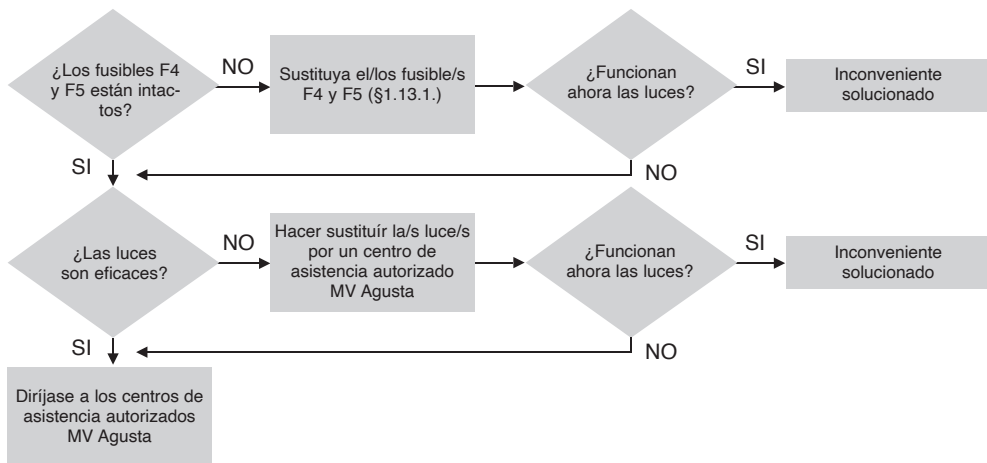 ¿Los fusibles F4
y F5 están intac-
tos?
NO
Sustituya el/los fusible/s
F4 y F5 (§1.13.1.)
¿Funcionan
ahora las luces?
SI
Inconveniente
solucionado
SI
NO
¿Las luces
son eficaces?
NO
Hacer sustituír la/s luce/s
por un centro de
asistencia autorizado
MV Agusta
¿Funcionan
ahora las luces?
SI
Inconveniente
solucionado
SI
NO
Diríjase a los centros de
asistencia autorizados
MV Agusta